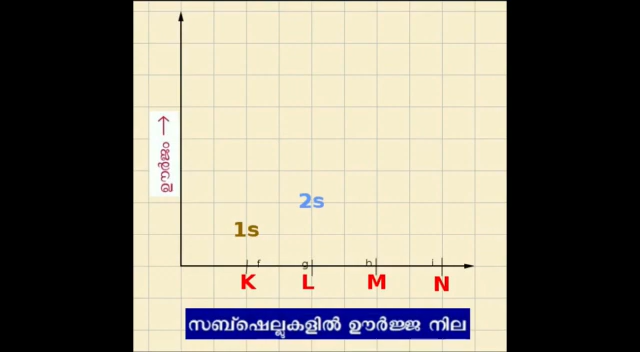 ഊർജം →
2s
1s
f g h i
K L M N
സബ്ഷെല്ലുകളിൽ ഊർജ്ജ നില